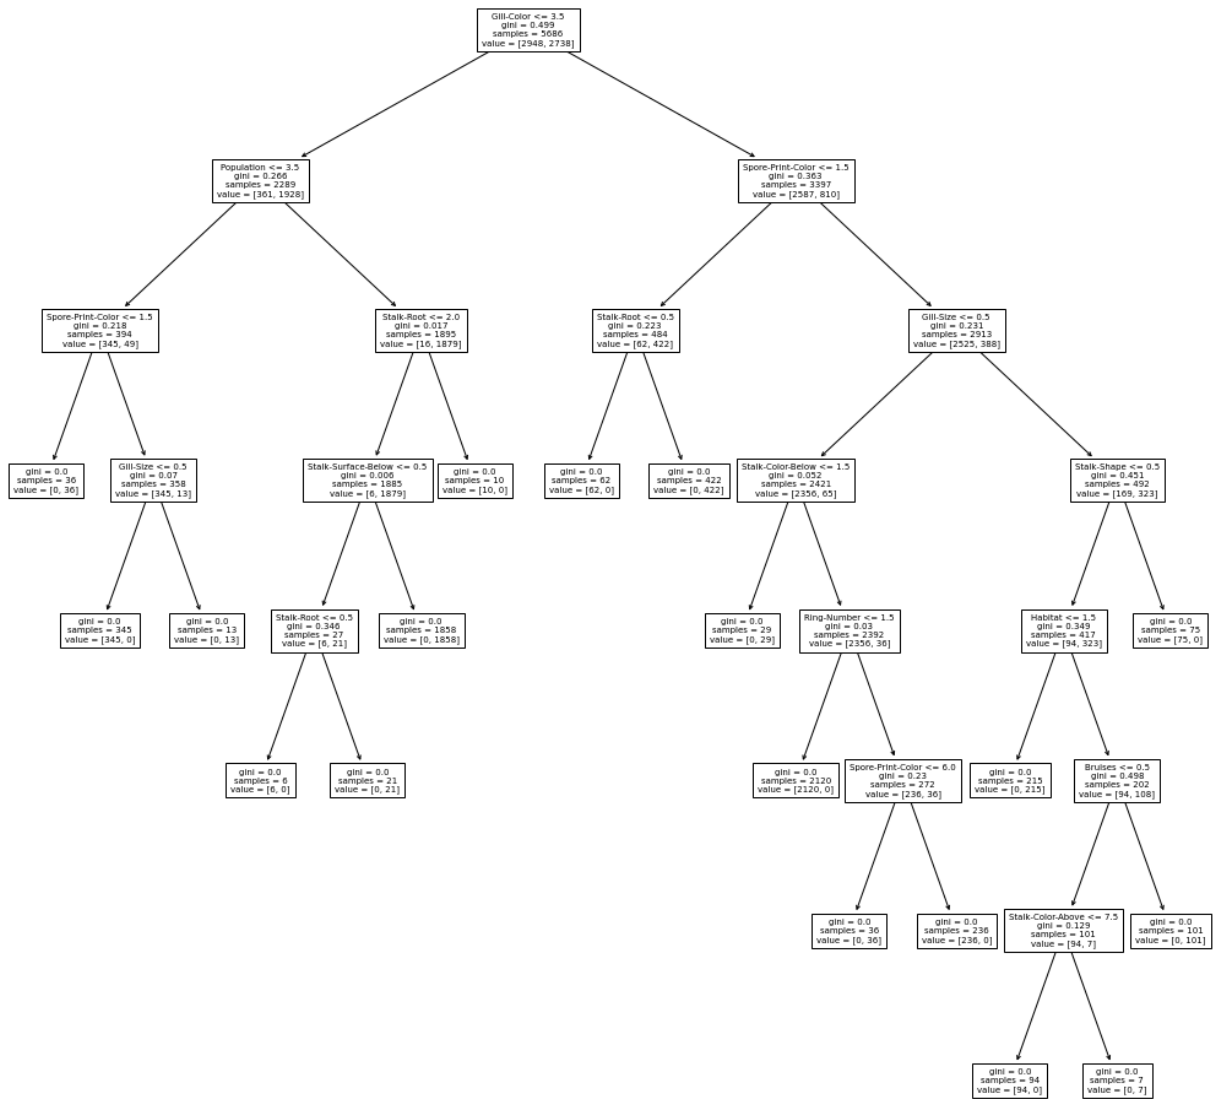 Gill-Color <= 3.5
gini = 0.499
samples = 5686
value = [2948, 2738]
Population <= 3.5
gini = 0.266
samples = 2289
value = [361, 1928]
Spore-Print-Color <= 1.5
gini = 0.363
samples = 3397
value = [2587, 810]
Spore-Print-Color <= 1.5
gini = 0.218
samples = 394
value = [345, 49]
Stalk-Root <= 2.0
gini = 0.017
samples = 1895
value = [16, 1879]
Stalk-Root <= 0.5
gini = 0.223
samples = 484
value = [62, 422]
Gill-Size <= 0.5
gini = 0.231
samples = 2913
value = [2525, 388]
gini = 0.0
samples = 36
value = [0, 36]
Gill-Size <= 0.5
gini = 0.07
samples = 358
value = [345, 13]
Stalk-Surface-Below <= 0.5
gini = 0.006
samples = 1885
value = [6, 1879]
gini = 0.0
samples = 10
value = [10, 0]
gini = 0.0
samples = 62
value = [62, 0]
gini = 0.0
samples = 422
value = [0, 422]
Stalk-Color-Below <= 1.5
gini = 0.052
samples = 2421
value = [2356, 65]
Stalk-Shape <= 0.5
gini = 0.451
samples = 492
value = [169, 323]
gini = 0.0
samples = 345
value = [345, 0]
gini = 0.0
samples = 13
value = [0, 13]
Stalk-Root <= 0.5
gini = 0.346
samples = 27
value = [6, 21]
gini = 0.0
samples = 1858
value = [0, 1858]
gini = 0.0
samples = 29
value = [0, 29]
Ring-Number <= 1.5
gini = 0.03
samples = 2392
value = [2356, 36]
Habitat <= 1.5
gini = 0.349
samples = 417
value = [94, 323]
gini = 0.0
samples = 75
value = [75, 0]
gini = 0.0
samples = 6
value = [6, 0]
gini = 0.0
samples = 21
value = [0, 21]
gini = 0.0
samples = 2120
value = [2120, 0]
Spore-Print-Color <= 6.0
gini = 0.23
samples = 272
value = [236, 36]
gini = 0.0
samples = 215
value = [0, 215]
Bruises <= 0.5
gini = 0.498
samples = 202
value = [94, 108]
gini = 0.0
samples = 36
value = [0, 36]
gini = 0.0
samples = 236
value = [236, 0]
Stalk-Color-Above <= 7.5
gini = 0.129
samples = 101
value = [94, 7]
gini = 0.0
samples = 101
value = [0, 101]
gini = 0.0
samples = 94
value = [94, 0]
gini = 0.0
samples = 7
value = [0, 7]